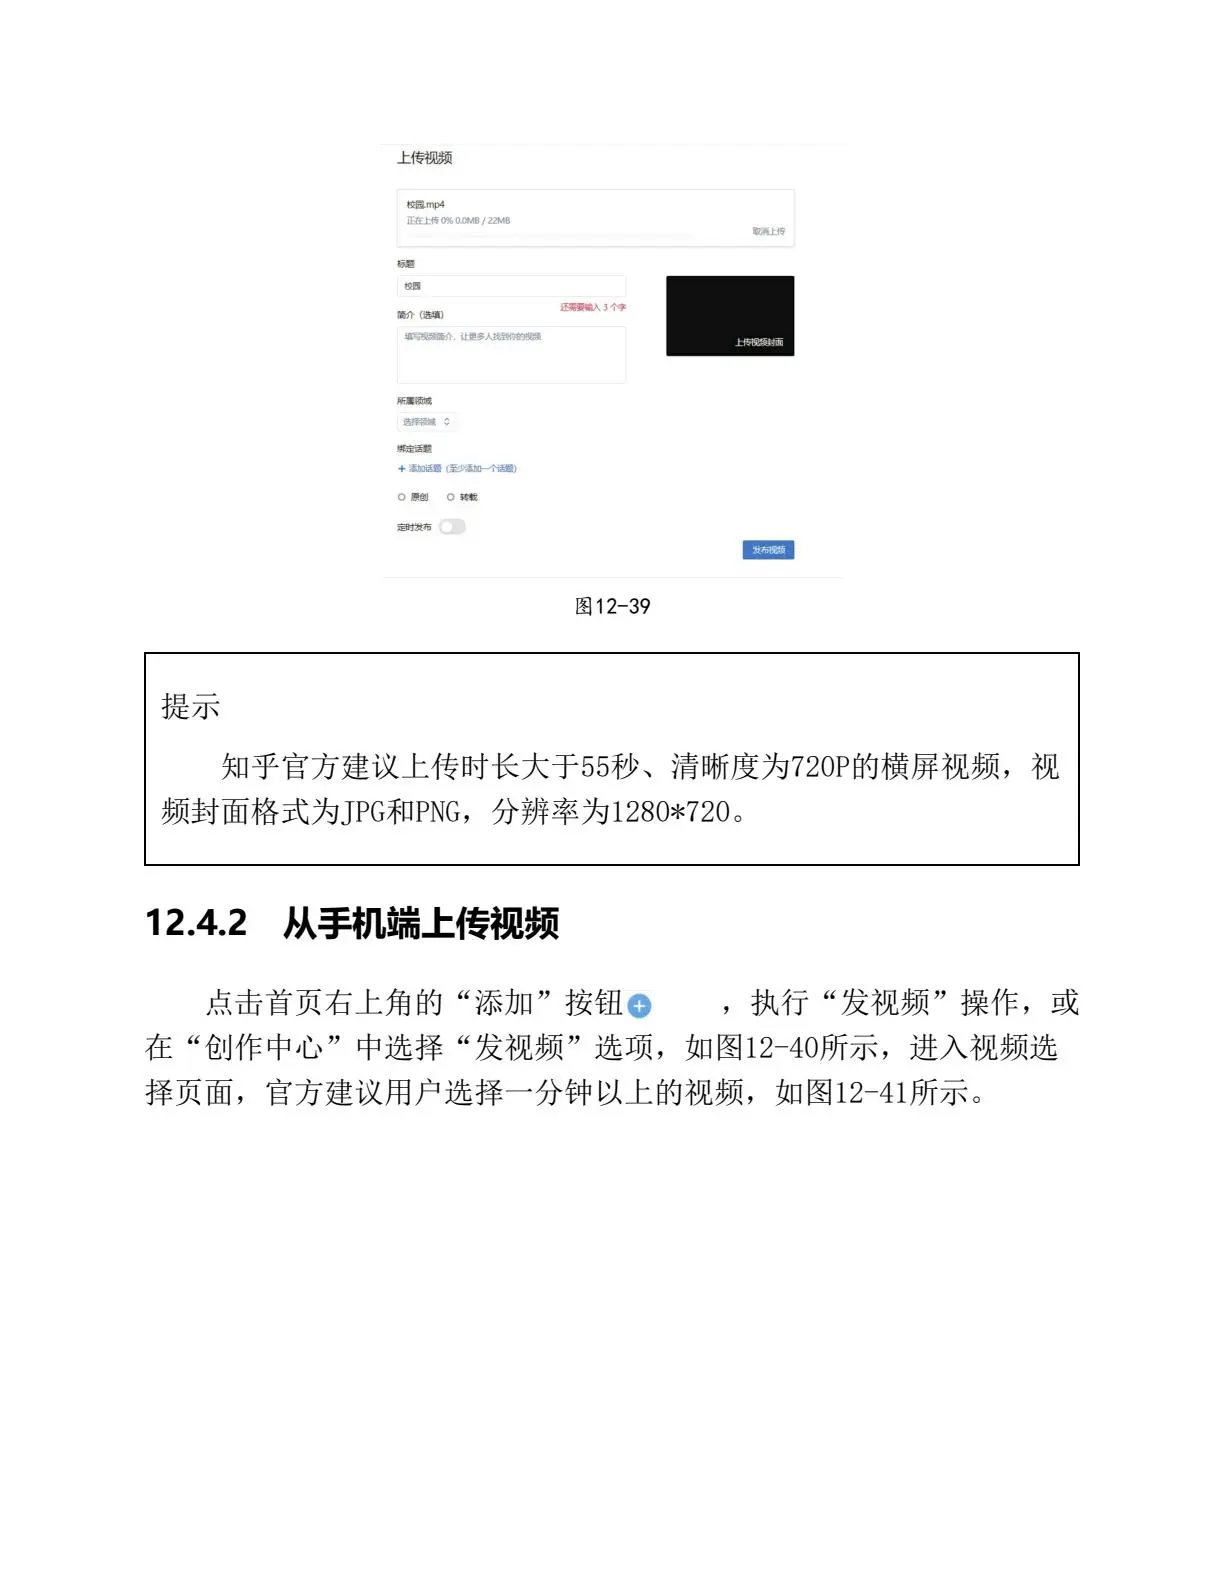 上传视频
校园.mp4
正在上传 0% 0.0MB / 22MB
取消上传
标题
校园
还需要输入 3 个字
简介（选填）
填写视频简介，让更多人找到你的视频
上传视频封面
所属领域
选择领域
绑定话题
+ 添加话题（至少添加一个话题）
原创 转载
定时发布
发布视频
图12-39
提示
知乎官方建议上传时长大于55秒、清晰度为720P的横屏视频，视
频封面格式为JPG和PNG，分辨率为1280*720。
12.4.2 从手机端上传视频
点击首页右上角的“添加”按钮 ，执行“发视频”操作，或
在“创作中心”中选择“发视频”选项，如图12-40所示，进入视频选
择页面，官方建议用户选择一分钟以上的视频，如图12-41所示。